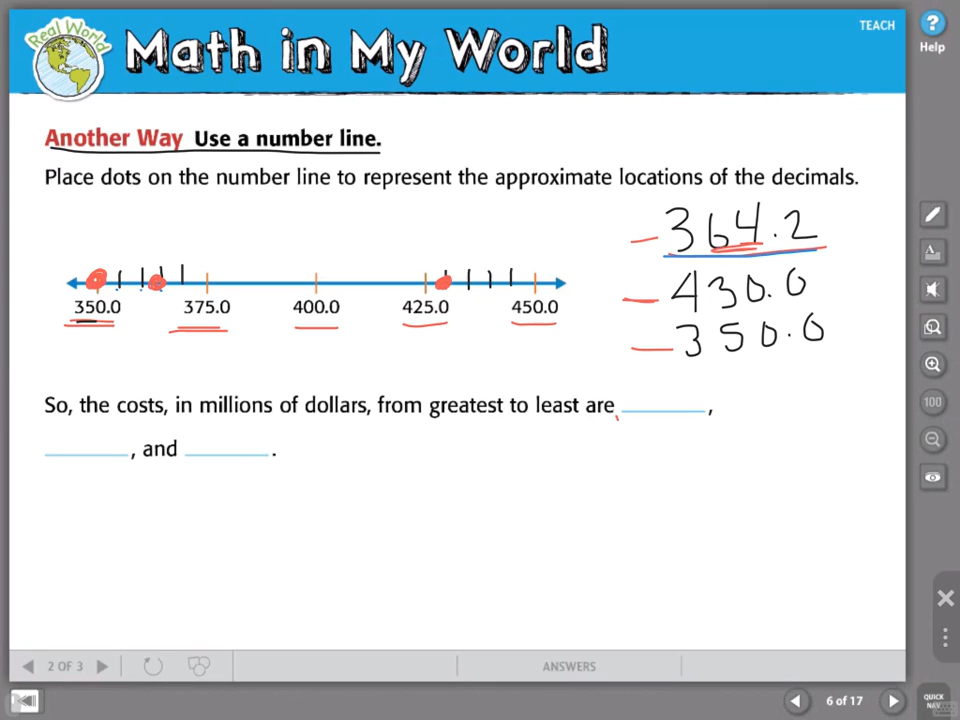 TEACH
Real World
Math in My World
Help
Another Way Use a number line.
Place dots on the number line to represent the approximate locations of the decimals.
364.2
430.0
350.0
350.0 375.0 400.0 425.0 450.0
So, the costs, in millions of dollars, from greatest to least are ,
, and .
100
2 OF 3
ANSWERS
6 of 17
QUICK
NAV